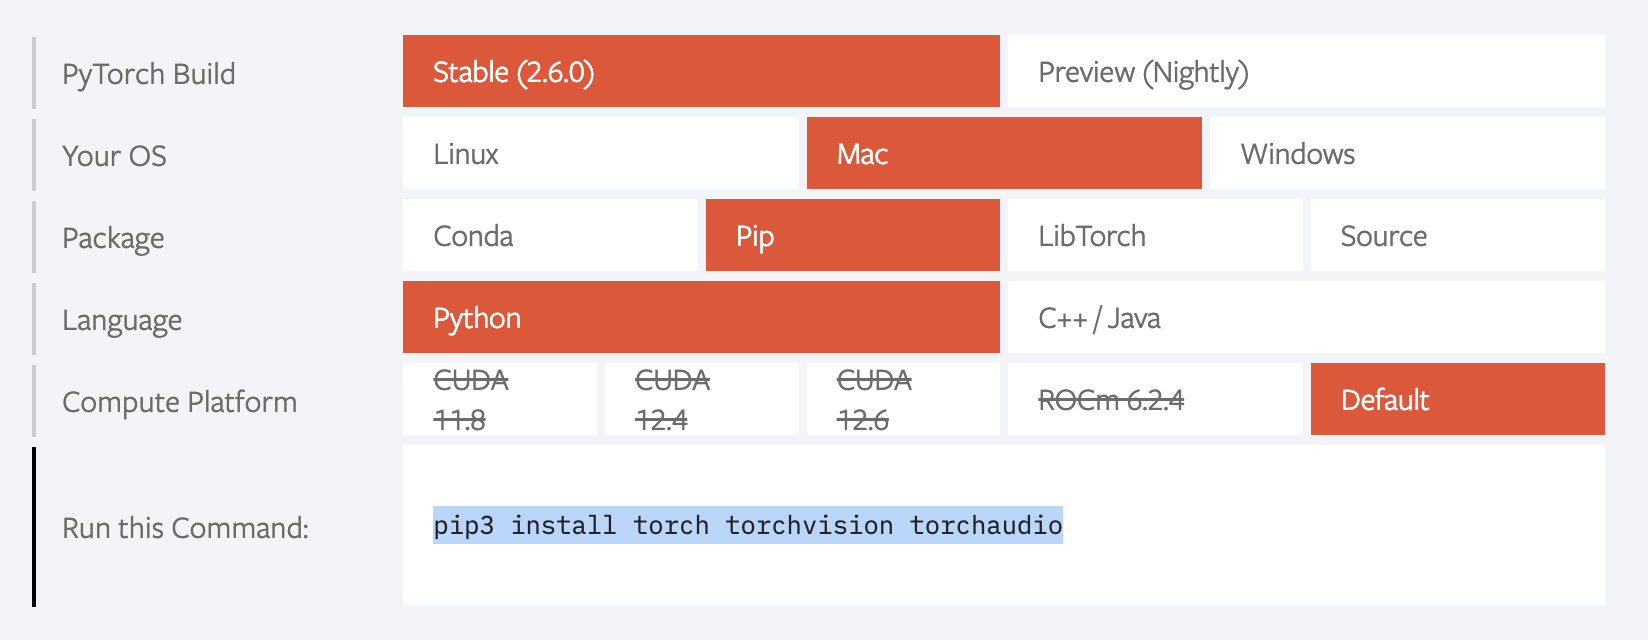 PyTorch Build
Stable (2.6.0)
Preview (Nightly)
Your OS
Linux
Mac
Windows
Package
Conda
Pip
LibTorch
Source
Language
Python
C++ / Java
Compute Platform
CUDA
11.8
CUDA
12.4
CUDA
12.6
ROCm 6.2.4
Default
Run this Command:
pip3 install torch torchvision torchaudio